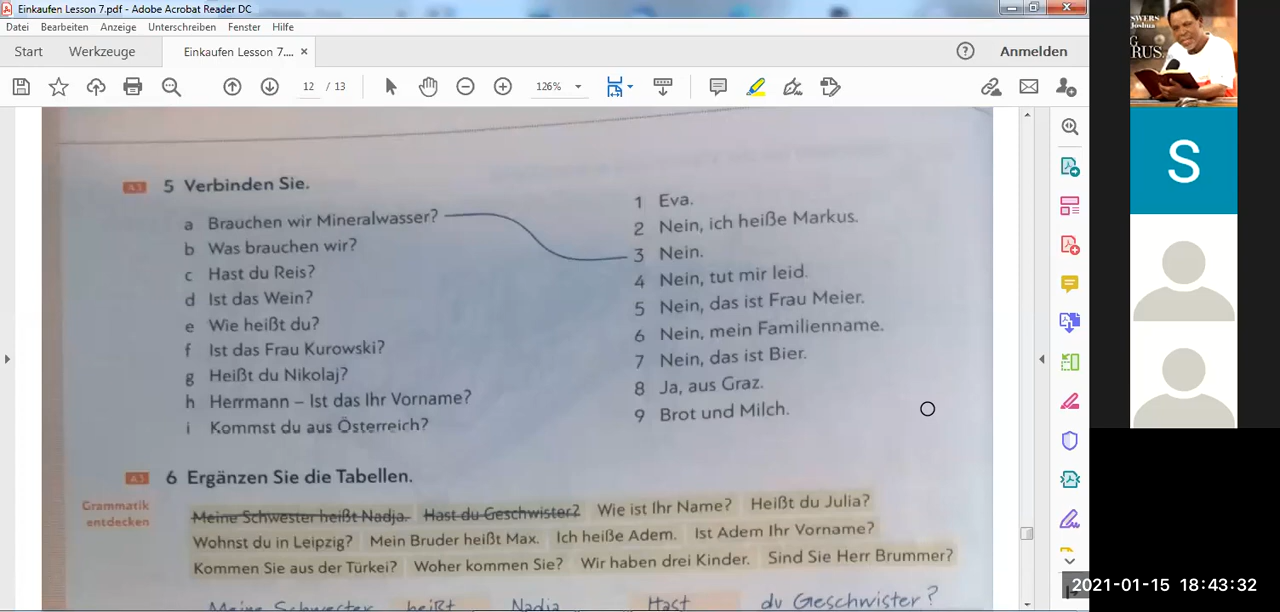 Einkaufen Lesson 7.pdf - Adobe Acrobat Reader DC
Datei Bearbeiten Anzeige Unterschreiben Fenster Hilfe
Start Werkzeuge Einkaufen Lesson 7.... × Anmelden
12 / 13 126%
A3 5 Verbinden Sie.
a Brauchen wir Mineralwasser?
b Was brauchen wir?
c Hast du Reis?
d Ist das Wein?
e Wie heißt du?
f Ist das Frau Kurowski?
g Heißt du Nikolaj?
h Herrmann – Ist das Ihr Vorname?
i Kommst du aus Österreich?
1 Eva.
2 Nein, ich heiße Markus.
3 Nein.
4 Nein, tut mir leid.
5 Nein, das ist Frau Meier.
6 Nein, mein Familienname.
7 Nein, das ist Bier.
8 Ja, aus Graz.
9 Brot und Milch.
A3 6 Ergänzen Sie die Tabellen.
Grammatik
entdecken
Meine Schwester heißt Nadja. Hast du Geschwister? Wie ist Ihr Name? Heißt du Julia?
Wohnst du in Leipzig? Mein Bruder heißt Max. Ich heiße Adem. Ist Adem Ihr Vorname?
Kommen Sie aus der Türkei? Woher kommen Sie? Wir haben drei Kinder. Sind Sie Herr Brummer?
Meine Schwester heißt Nadja Hast du Geschwister?
Joshua
RUS.
S
2021-01-15 18:43:32